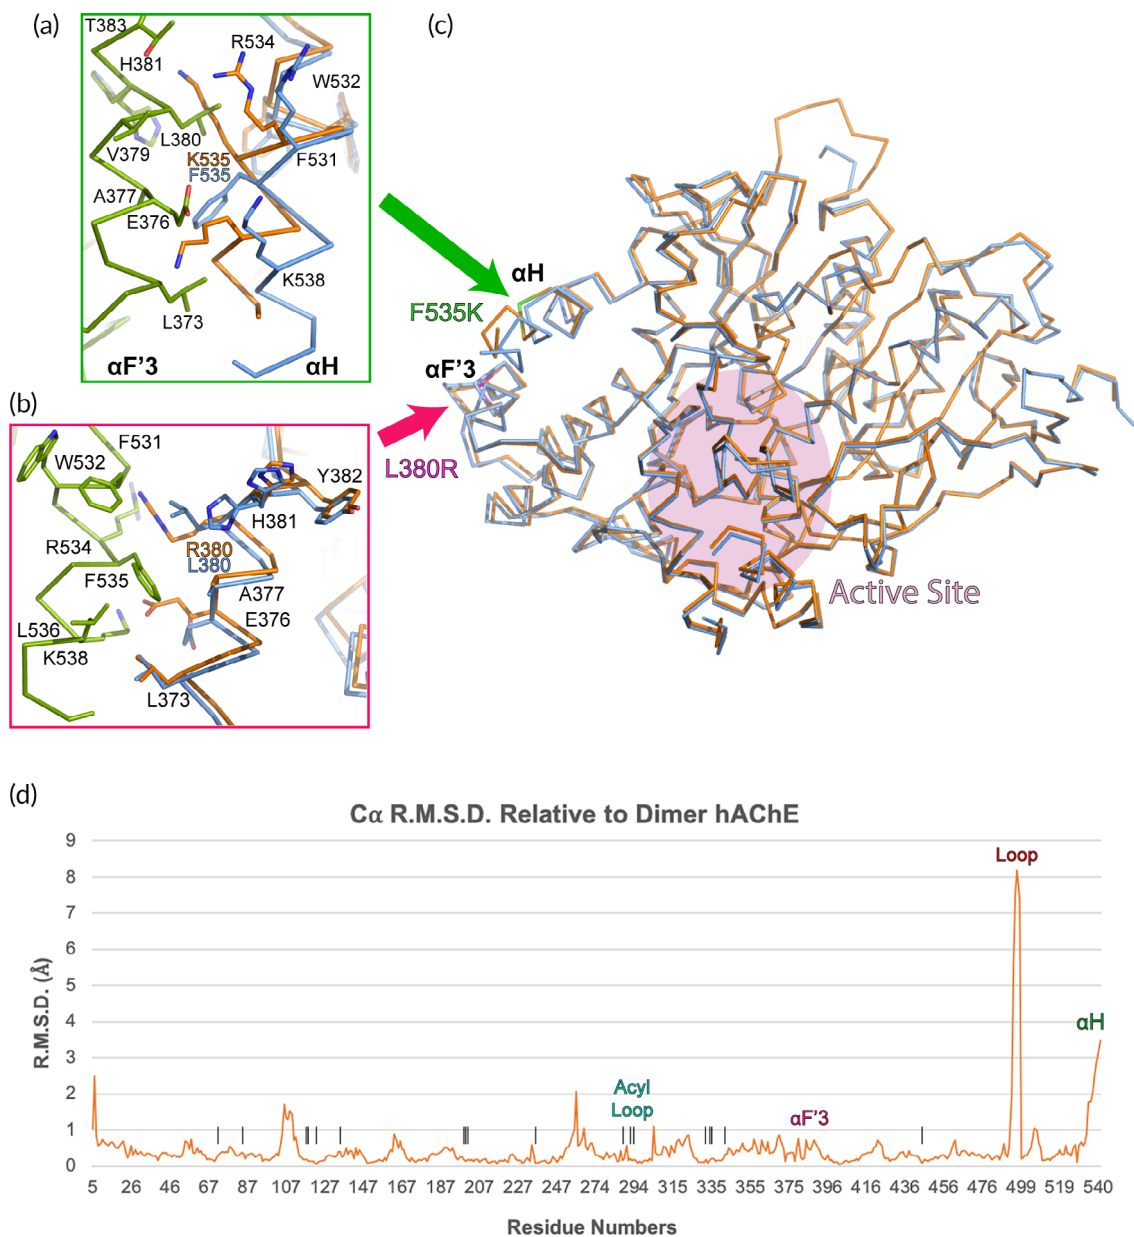 (a)
T383
H381
R534
W532
L380
V379
K535
F535
F531
A377
E376
K538
L373
αF'3
αH
(b)
F531
W532
Y382
H381
R534
R380
L380
F535
A377
E376
L536
K538
L373
(c)
αH
F535K
αF'3
L380R
Active Site
(d)
Cα R.M.S.D. Relative to Dimer hAChE
R.M.S.D. (Å)
9
8
7
6
5
4
3
2
1
0
Loop
αH
Acyl
Loop
αF'3
5 26 46 67 87 107 127 147 167 187 207 227 247 274 294 314 335 355 376 396 416 436 456 476 499 519 540
Residue Numbers